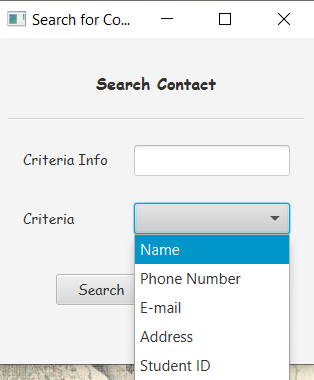 Search for Co...
Search Contact
Criteria Info
Criteria
Name
Phone Number
E-mail
Address
Student ID
Search